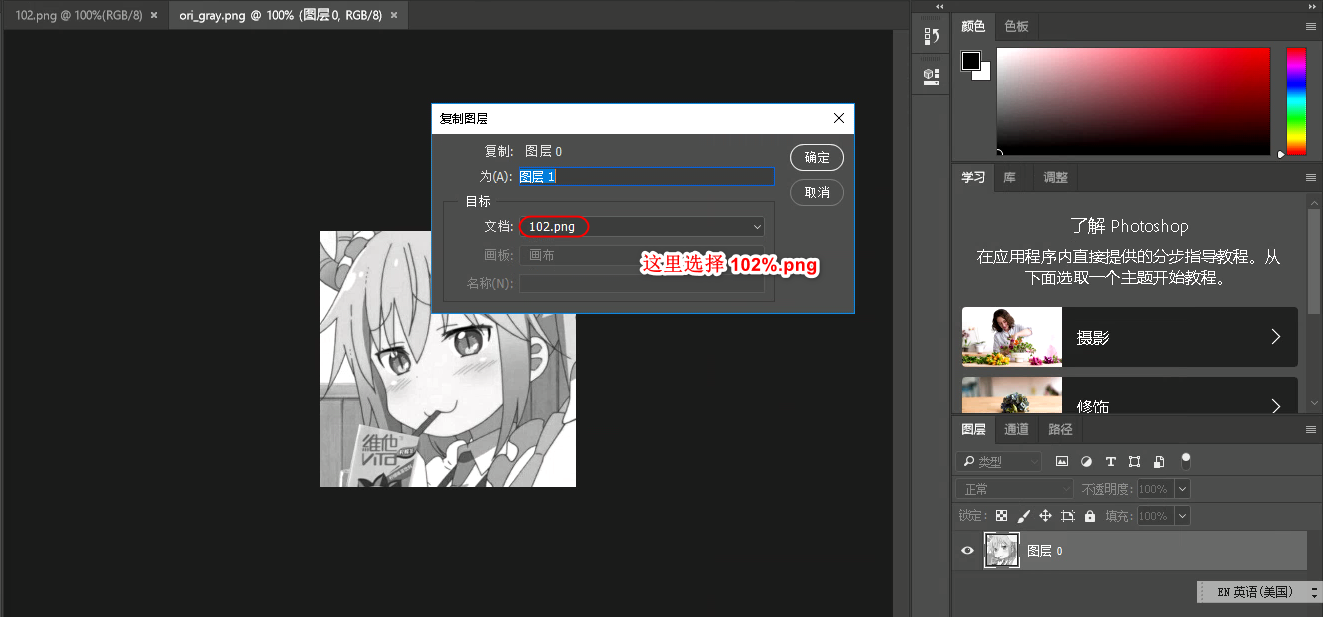 102.png @ 100%(RGB/8) ×
ori_gray.png @ 100% (图层 0, RGB/8) ×
颜色 色板
复制图层
复制: 图层 0
确定
为(A): 图层 1
取消
目标
文档: 102.png
画板: 画布
这里选择 102%.png
名称(N):
维他
学习 库 调整
了解 Photoshop
在应用程序内直接提供的分步指导教程。从
下面选取一个主题开始教程。
摄影
修饰
图层 通道 路径
类型
正常 不透明度: 100%
锁定: 填充: 100%
图层 0
EN 英语(美国)